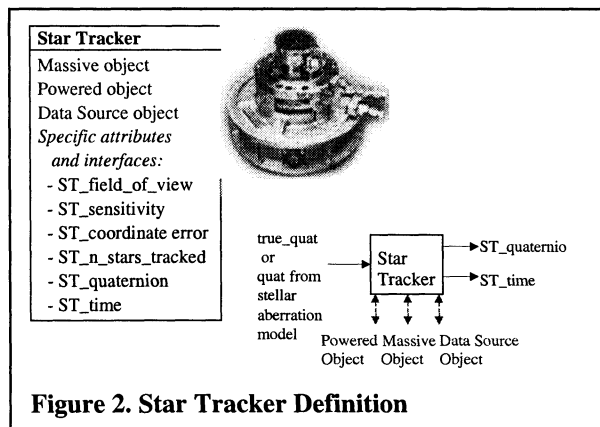 Star Tracker
Massive object
Powered object
Data Source object
Specific attributes
and interfaces:
- ST_field_of_view
- ST_sensitivity
- ST_coordinate error
- ST_n_stars_tracked
- ST_quaternion
- ST_time
true_quat
or
quat from
stellar
aberration
model
Star
Tracker
ST_quaternio
ST_time
Powered Massive Data Source
Object Object Object
Figure 2. Star Tracker Definition